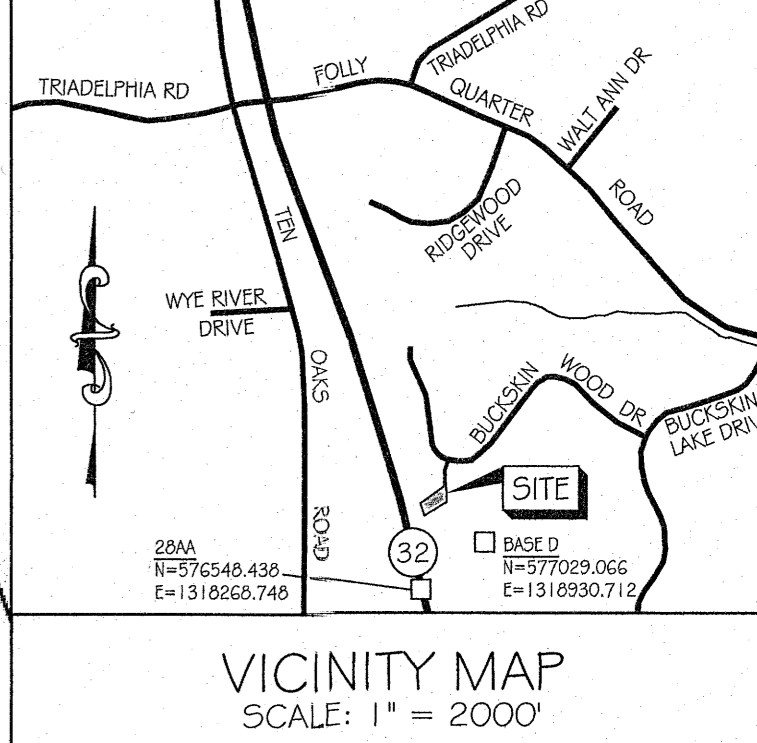 TRIADELPHIA RD
FOLLY
TRIADELPHIA RD
QUARTER
WALT ANN DR
ROAD
RIDGEWOOD
DRIVE
TEN
WYE RIVER
DRIVE
OAKS
BUCKSKIN
WOOD DR
BUCKSKIN
LAKE DRIV
SITE
ROAD
32
28AA
N=576548.438
E=1318268.748
BASE D
N=577029.066
E=1318930.712
VICINITY MAP
SCALE: 1" = 2000'